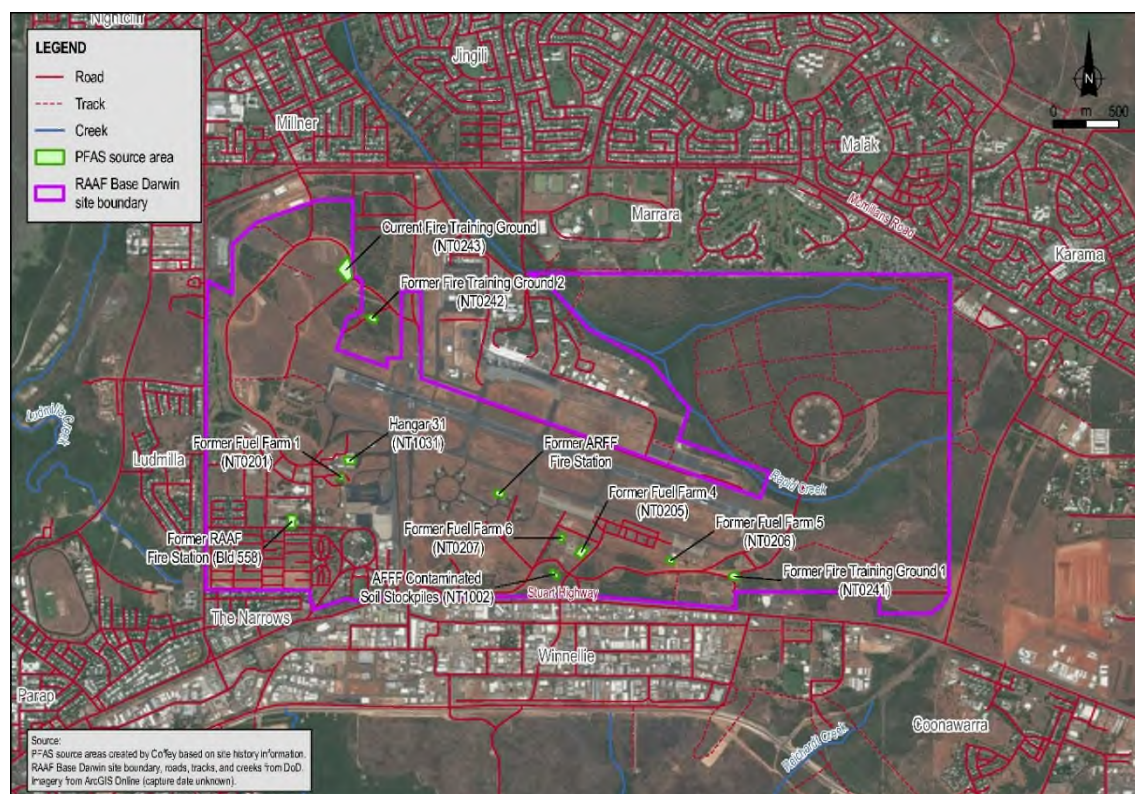 Nightcliff
LEGEND
Road
Track
Creek
PFAS source area
RAAF Base Darwin
site boundary
Jingili
Millner
N
0 m 500
Malak
Marrara
McMillans Road
Karama
Current Fire Training Ground
(NT0243)
Former Fire Training Ground 2
(NT0242)
Ludmilla Creek
Ludmilla
Former Fuel Farm 1
(NT0201)
Hangar 31
(NT1031)
Former ARFF
Fire Station
Rapid Creek
Former Fuel Farm 4
(NT0205)
Former RAAF
Fire Station (Bld 558)
Former Fuel Farm 6
(NT0207)
Former Fuel Farm 5
(NT0206)
AFFF Contaminated
Soil Stockpiles (NT1002)
Stuart Highway
Former Fire Training Ground 1
(NT0241)
The Narrows
Winnellie
Parap
Coonawarra
Reichardt Creek
Source:
PFAS source areas created by Coffey based on site history information.
RAAF Base Darwin site boundary, roads, tracks, and creeks from DoD.
Imagery from ArcGIS Online (capture date unknown).